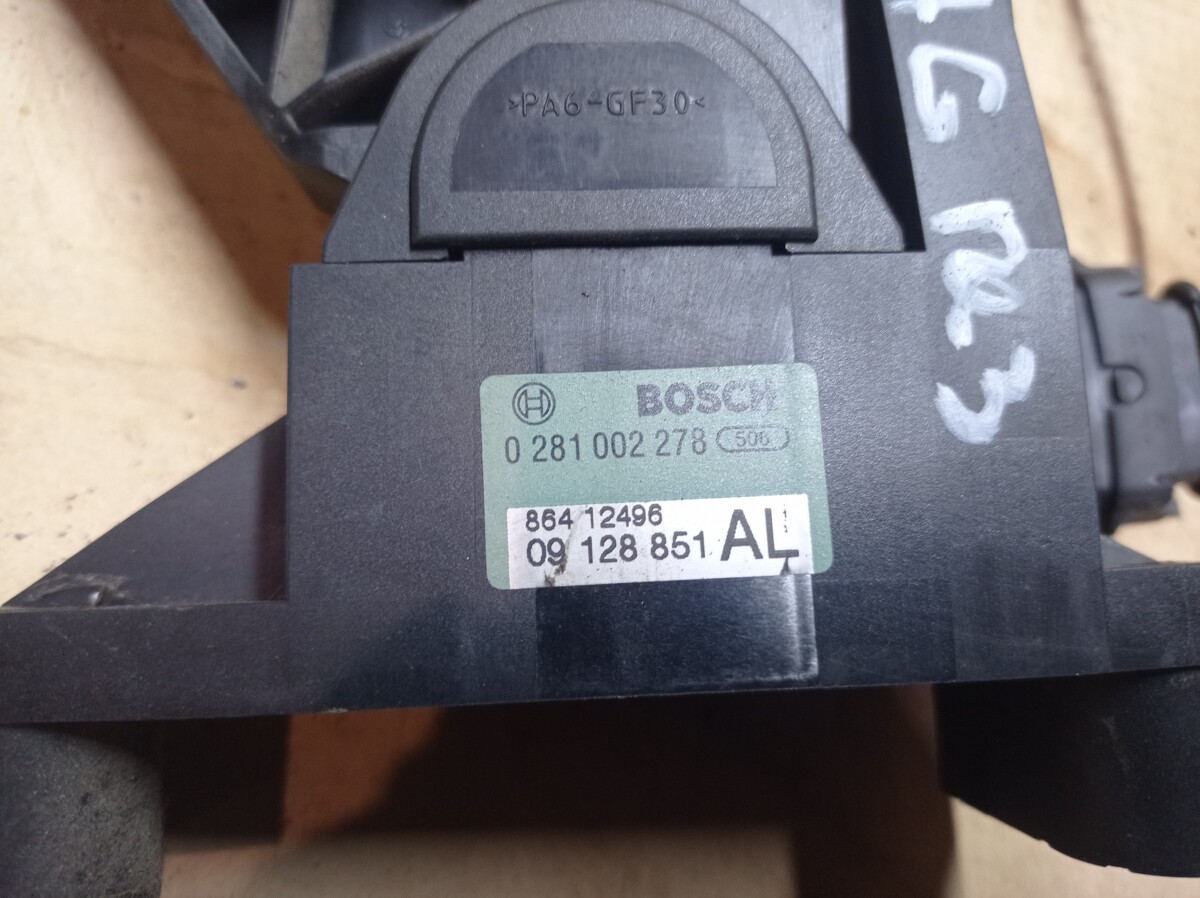 >PA6-GF30<
BOSCH
0 281 002 278 506
864 12496
09 128 851 AL